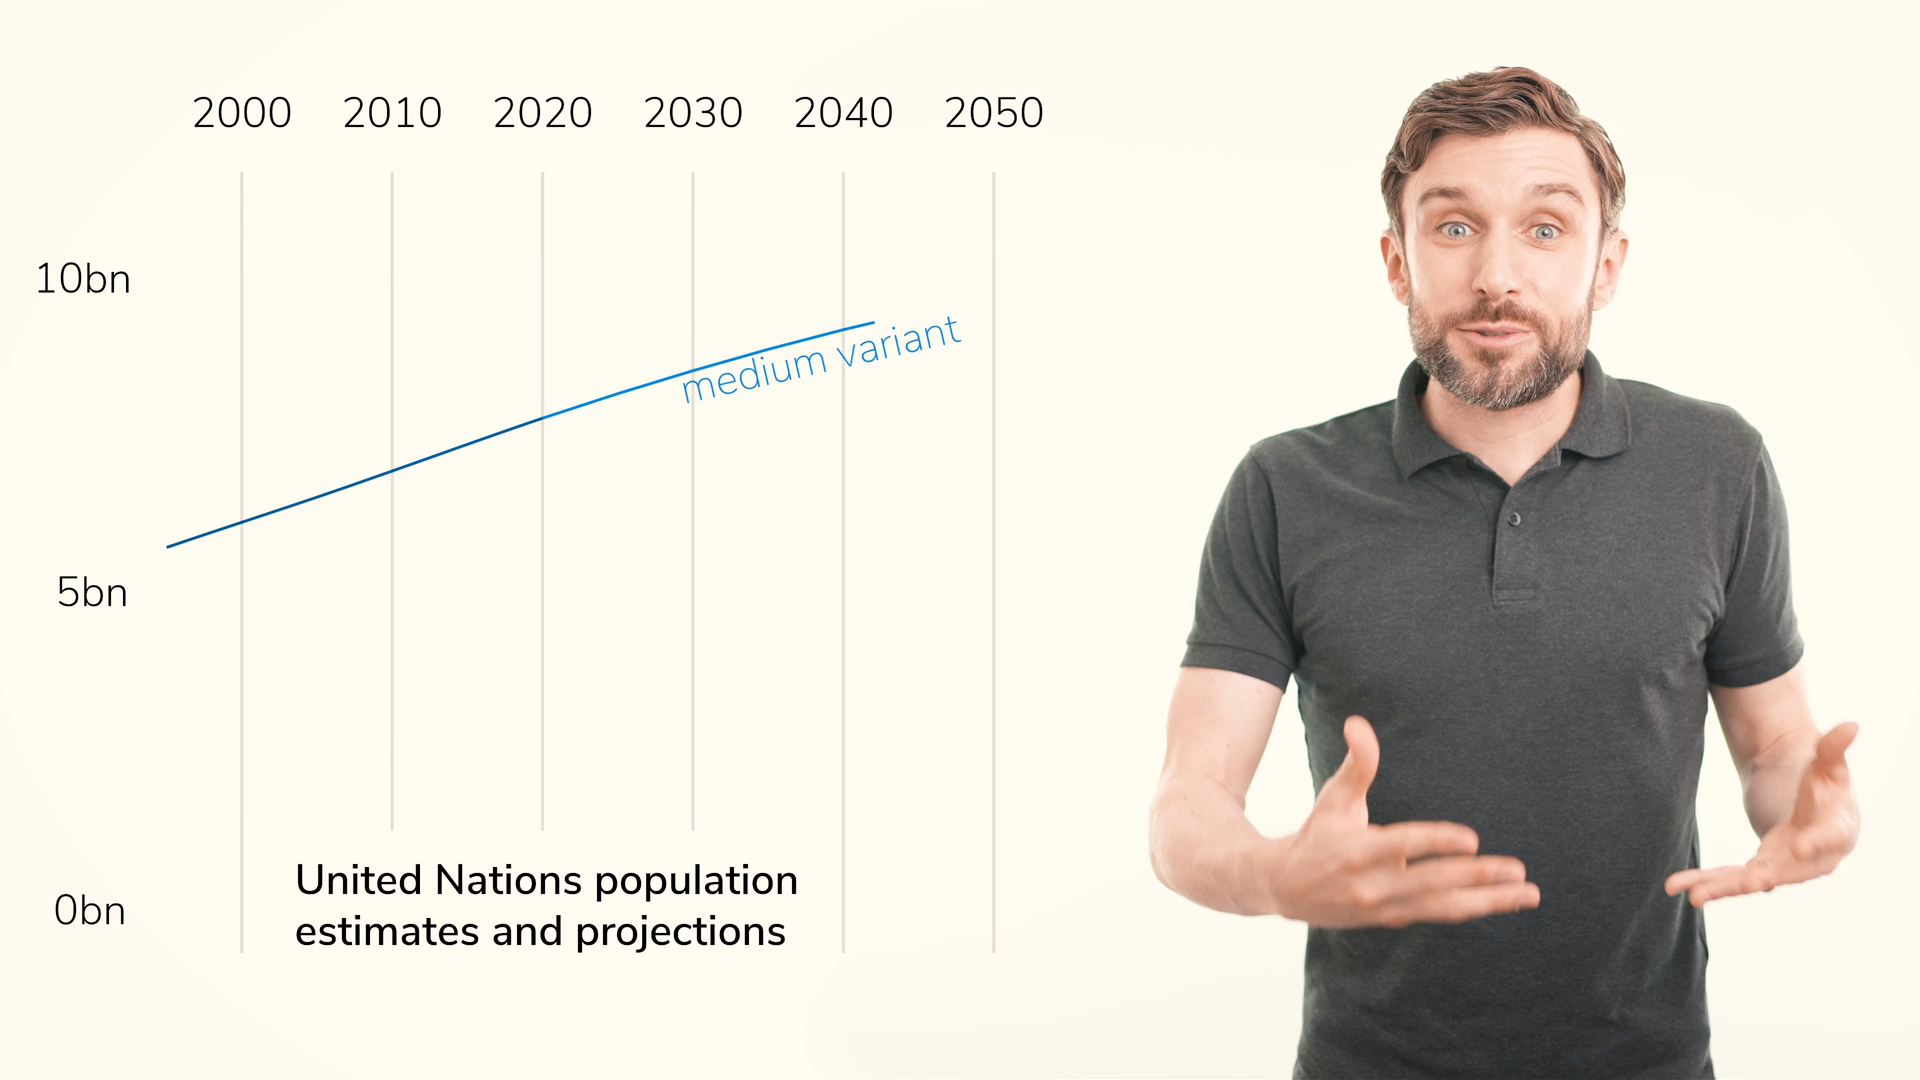 2000 2010 2020 2030 2040 2050
10bn
medium variant
5bn
0bn
United Nations population
estimates and projections